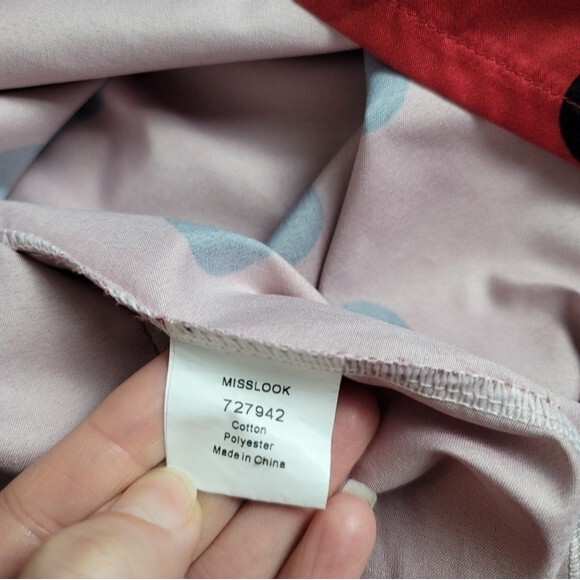 MISSLOOK
727942
Cotton
Polyester
Made in China